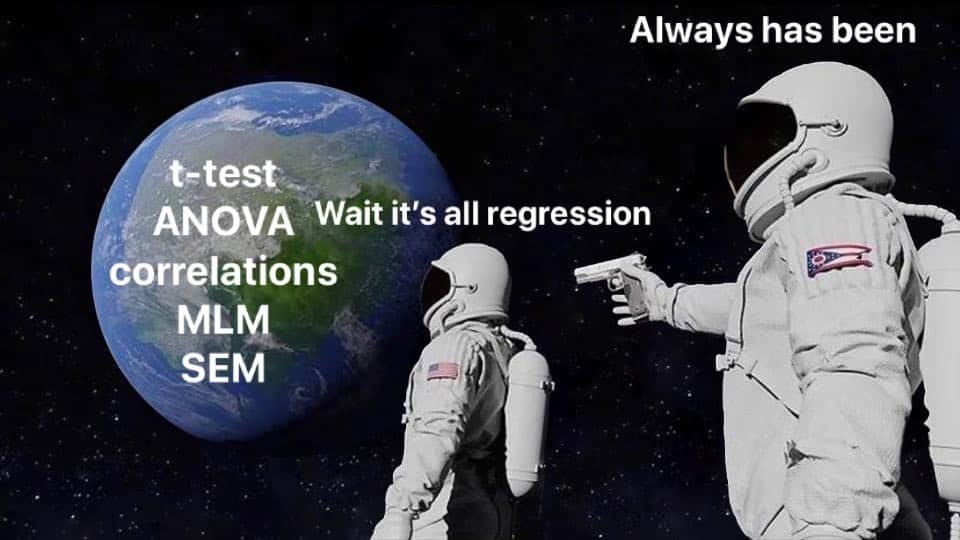 Always has been
t-test
ANOVA
correlations
MLM
SEM
Wait it’s all regression